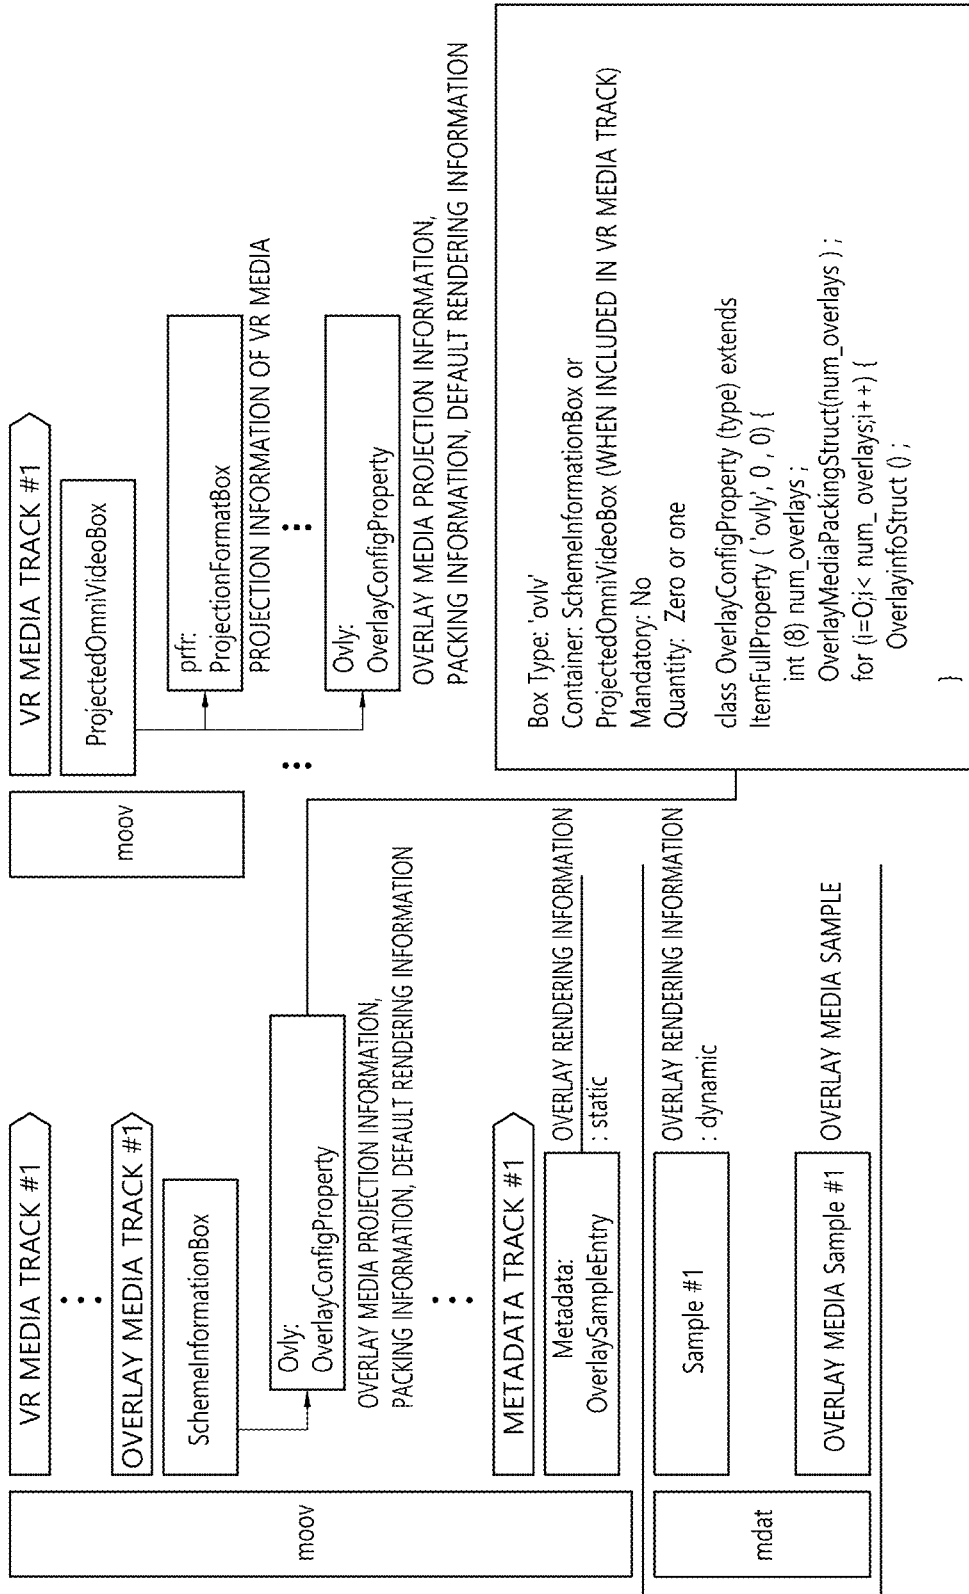 VR MEDIA TRACK #1
OVERLAY MEDIA TRACK #1
SchemeInformationBox
Ovly:
OverlayConfigProperty
OVERLAY MEDIA PROJECTION INFORMATION,
PACKING INFORMATION, DEFAULT RENDERING INFORMATION
moov
METADATA TRACK #1
Metadata:
OverlaySampleEntry
OVERLAY RENDERING INFORMATION
: static
mdat
Sample #1
OVERLAY RENDERING INFORMATION
: dynamic
OVERLAY MEDIA Sample #1
OVERLAY MEDIA SAMPLE
moov
VR MEDIA TRACK #1
ProjectedOmniVideoBox
prfr:
ProjectionFormatBox
PROJECTION INFORMATION OF VR MEDIA
Ovly:
OverlayConfigProperty
OVERLAY MEDIA PROJECTION INFORMATION,
PACKING INFORMATION, DEFAULT RENDERING INFORMATION
Box Type: 'ovlv'
Container: SchemeInformationBox or
ProjectedOmniVideoBox (WHEN INCLUDED IN VR MEDIA TRACK)
Mandatory: No
Quantity: Zero or one
class OverlayConfigProperty (type) extends
ItemFullProperty ( 'ovly', 0 , 0) {
int (8) num_overlays ;
OverlayMediaPackingStruct(num_overlays ) ;
for (i=O;i< num_ overlays;i++) {
OverlayinfoStruct () ;
}